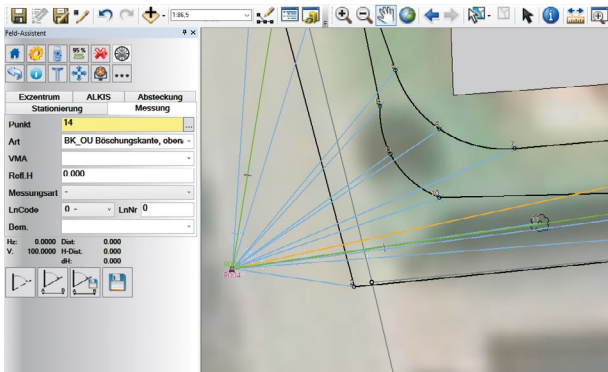 1:86,5
Feld-Assistent
95 %
Exzentrum ALKIS Absteckung
Stationierung Messung
Punkt 14
Art BK_OU Böschungskante, obere
VMA
Refl.H 0.000
Messungsart -
LnCode 0 - LnNr 0
Bem.
Hz: 0.0000 Dist: 0.000
V: 100.0000 H-Dist. 0.000
dH: 0.000
9004